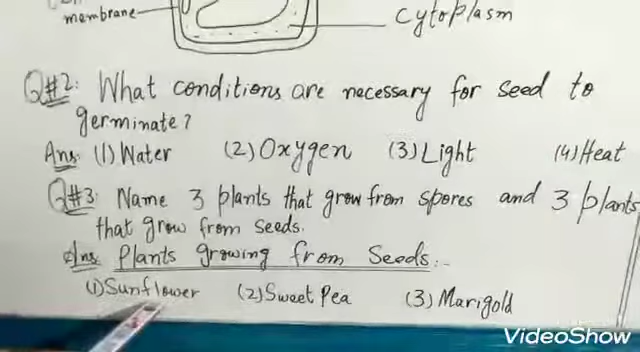 membrane
cytoplasm
Q#2: What conditions are necessary for seed to
germinate?
Ans: (1) Water (2) Oxygen (3) Light (4) Heat
Q#3: Name 3 plants that grow from spores and 3 plants
that grow from seeds.
Ans Plants growing from Seeds:-
(1) Sunflower (2) Sweet Pea (3) Marigold
VideoShow